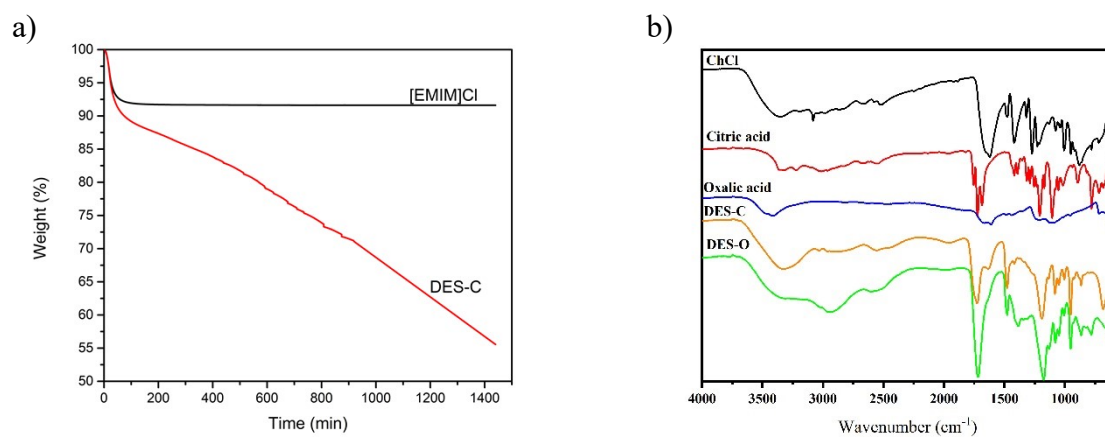 a)
100
95
90
85
80
75
70
65
60
55
50
Weight (%)
[EMIM]Cl
DES-C
0 200 400 600 800 1000 1200 1400
Time (min)
b)
ChCl
Citric acid
Oxalic acid
DES-C
DES-O
4000 3500 3000 2500 2000 1500 1000
Wavenumber (cm⁻¹)